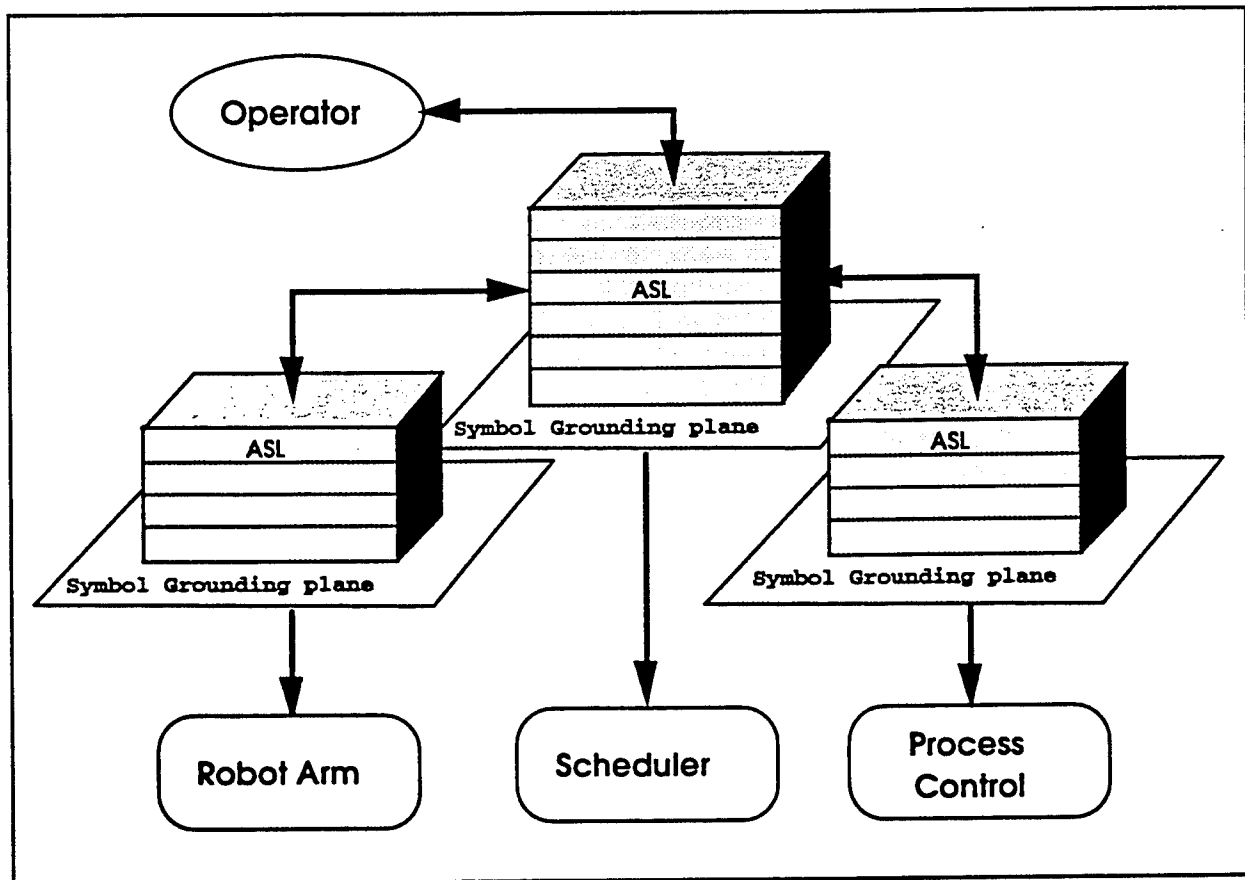 Operator
ASL
Symbol Grounding plane
ASL
Symbol Grounding plane
ASL
Symbol Grounding plane
Robot Arm
Scheduler
Process
Control